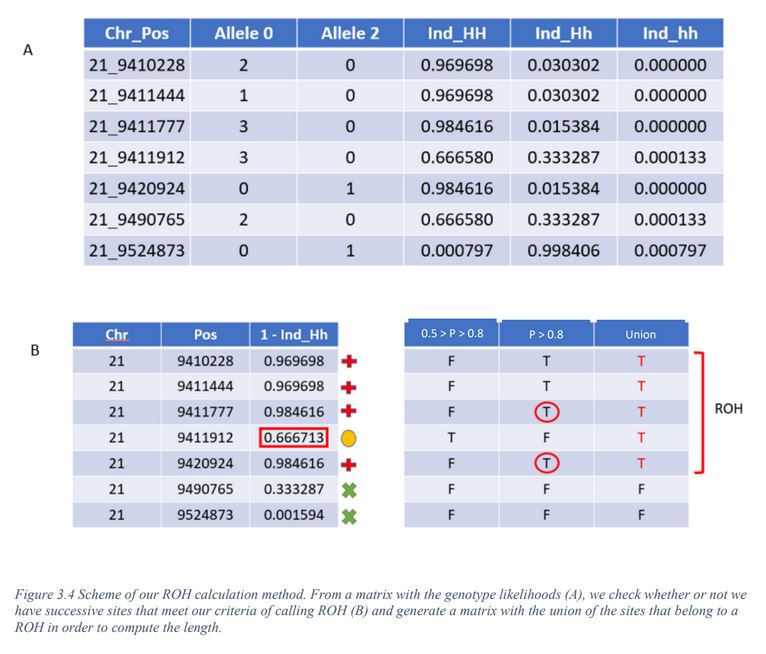 A
Chr_Pos Allele 0 Allele 2 Ind_HH Ind_Hh Ind_hh
21_9410228 2 0 0.969698 0.030302 0.000000
21_9411444 1 0 0.969698 0.030302 0.000000
21_9411777 3 0 0.984616 0.015384 0.000000
21_9411912 3 0 0.666580 0.333287 0.000133
21_9420924 0 1 0.984616 0.015384 0.000000
21_9490765 2 0 0.666580 0.333287 0.000133
21_9524873 0 1 0.000797 0.998406 0.000797
B
Chr Pos 1 - Ind_Hh 0.5 > P > 0.8 P > 0.8 Union
21 9410228 0.969698 F T T
21 9411444 0.969698 F T T
21 9411777 0.984616 F T T
21 9411912 0.666713 T F T
21 9420924 0.984616 F T T
21 9490765 0.333287 F F F
21 9524873 0.001594 F F F
ROH
Figure 3.4 Scheme of our ROH calculation method. From a matrix with the genotype likelihoods (A), we check whether or not we
have successive sites that meet our criteria of calling ROH (B) and generate a matrix with the union of the sites that belong to a
ROH in order to compute the length.